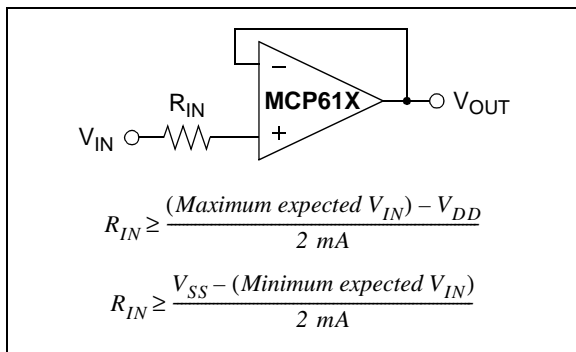 −
MCP61X
R_IN
V_OUT
V_IN
+
R_IN ≥ (Maximum expected V_IN) – V_DD / 2 mA
R_IN ≥ V_SS – (Minimum expected V_IN) / 2 mA